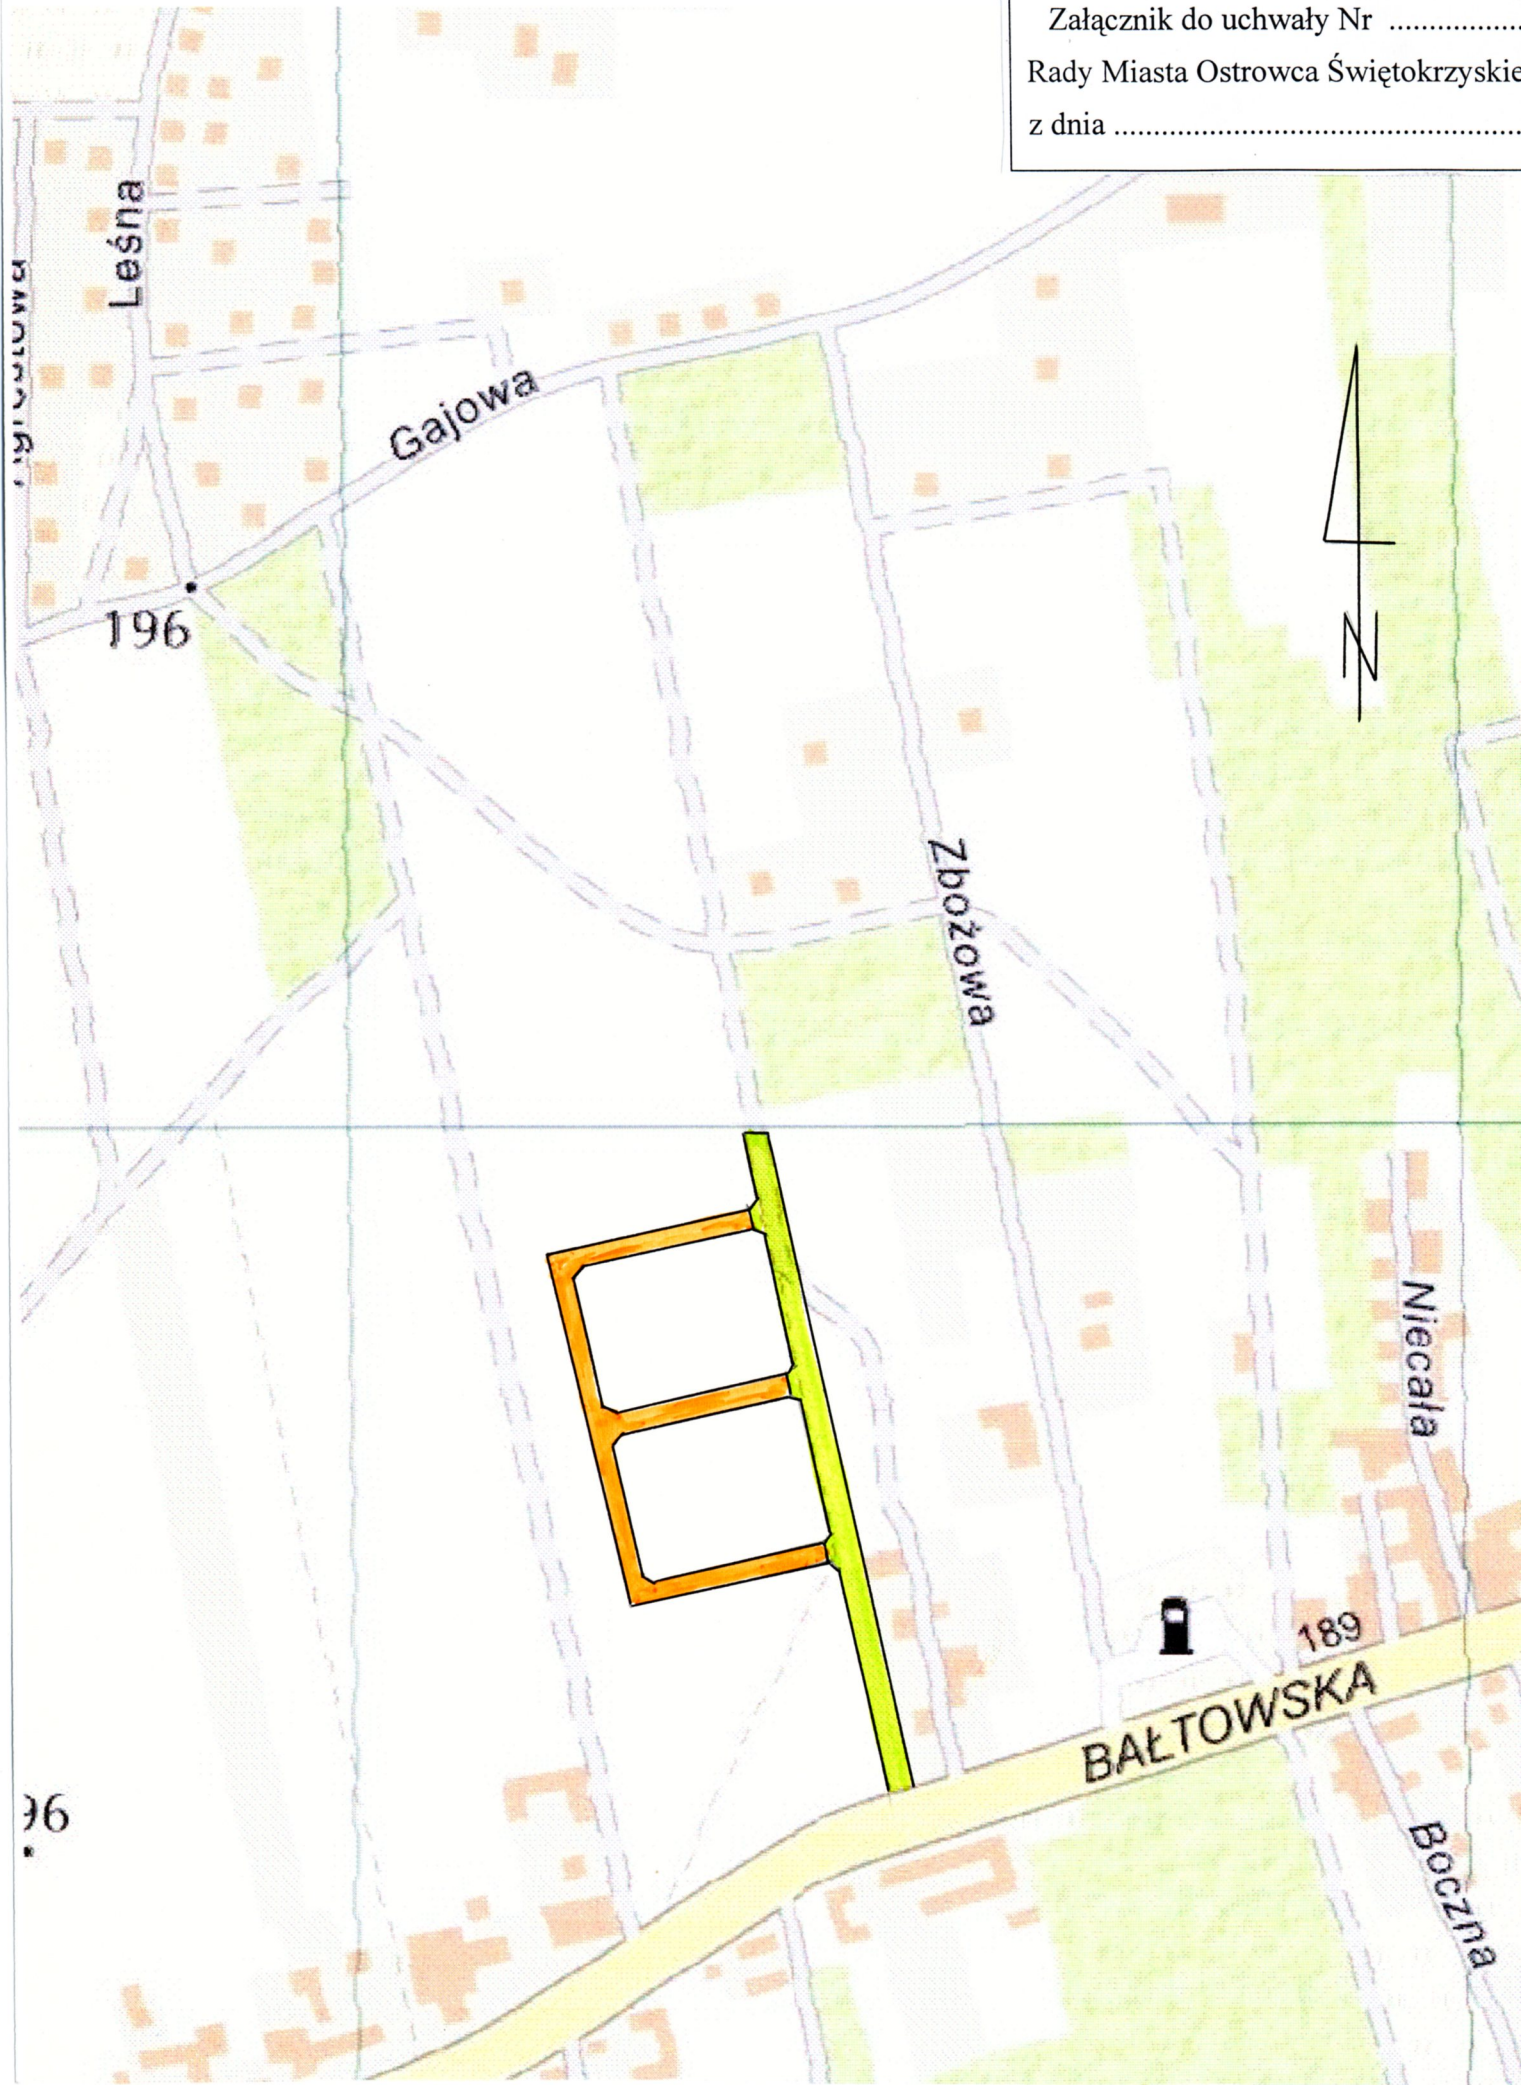 Załącznik do uchwały Nr ................
Rady Miasta Ostrowca Świętokrzyskie
z dnia ....................................................
Leśna
Gajowa
196
N
Zbożowa
Niecała
189
BAŁTOWSKA
96
Boczna